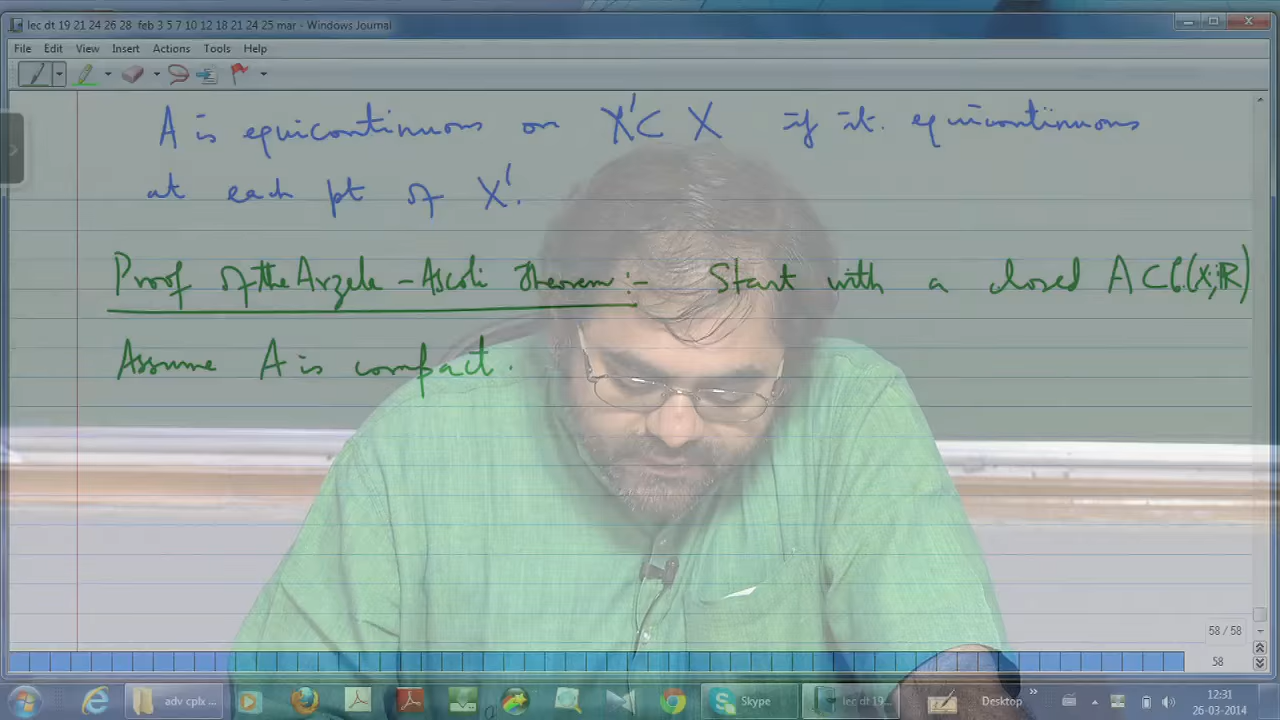 lec dt 19 21 24 26 28 feb 3 5 7 10 12 18 21 24 25 mar - Windows Journal
File Edit View Insert Actions Tools Help
A is equicontinuous on X' ⊂ X if it. equicontinuous
at each pt of X'.
Proof of the Arzela - Ascoli Theorem :- Start with a closed A ⊂ C(X; ℝ)
Assume A is compact.
58 / 58
58
adv cplx ...
Skype
lec dt 19...
Desktop
12:31
26-03-2014